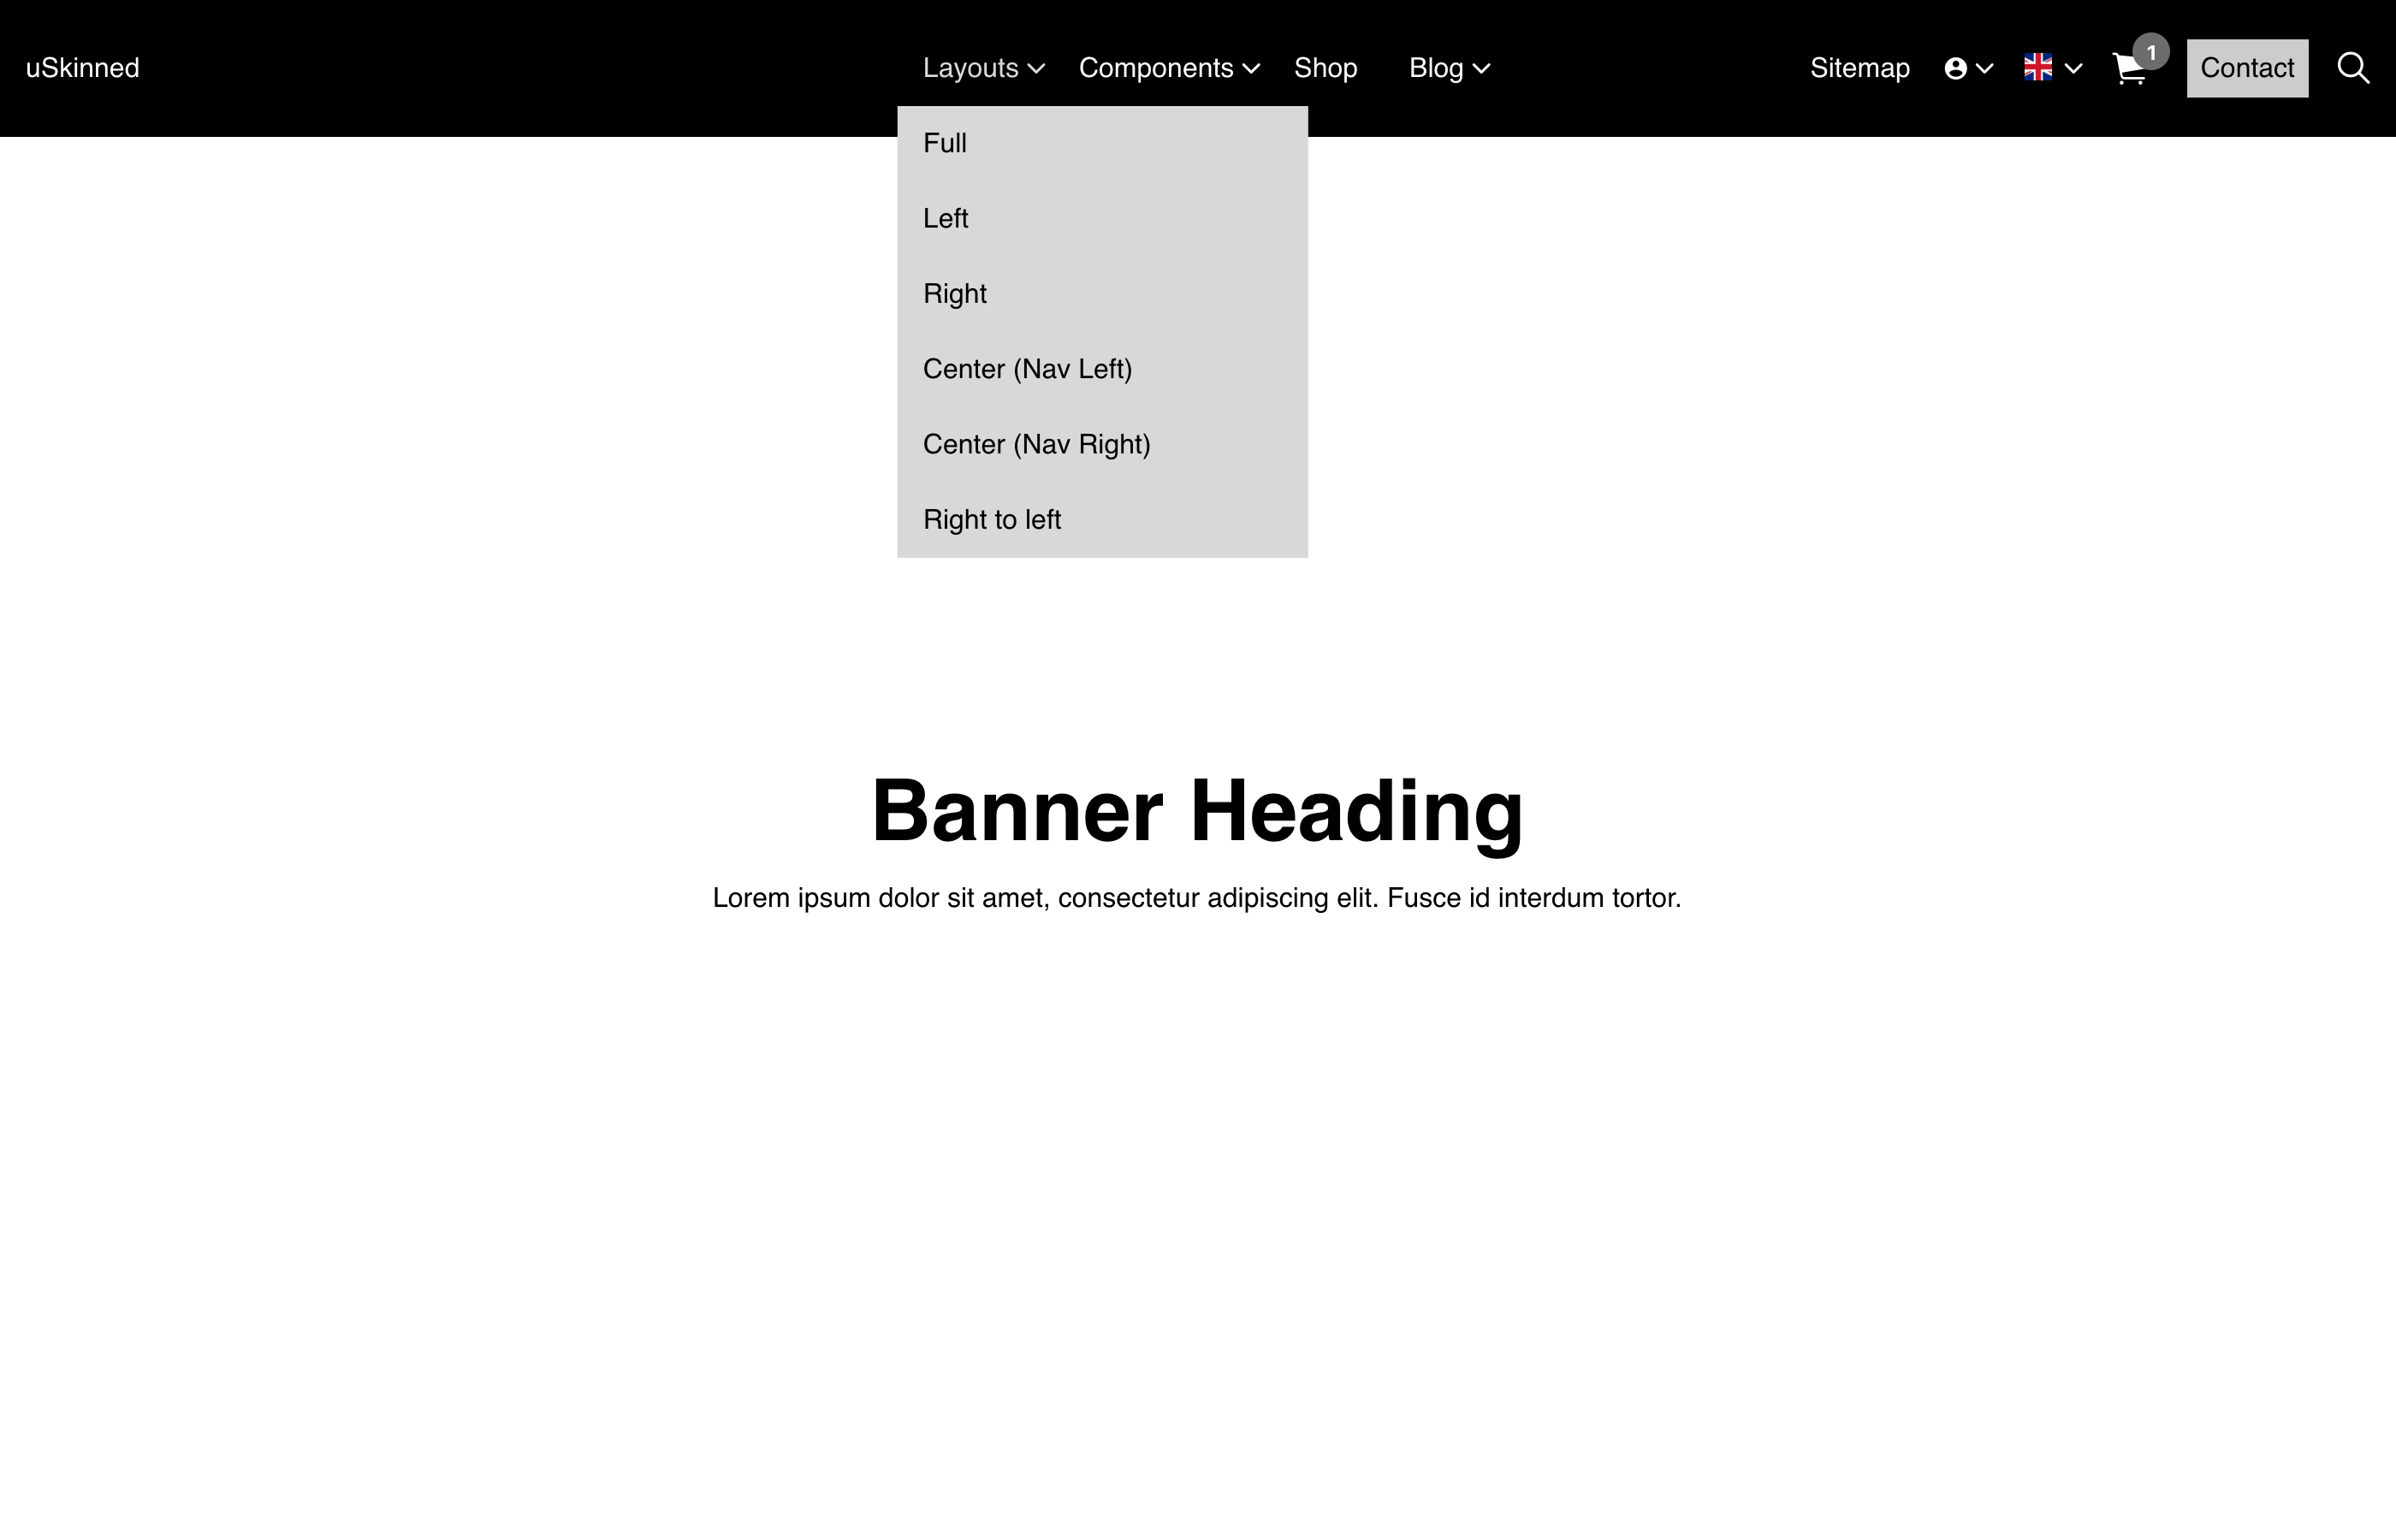 uSkinned
Layouts Components Shop Blog
Sitemap 1 Contact
Full
Left
Right
Center (Nav Left)
Center (Nav Right)
Right to left
Banner Heading
Lorem ipsum dolor sit amet, consectetur adipiscing elit. Fusce id interdum tortor.